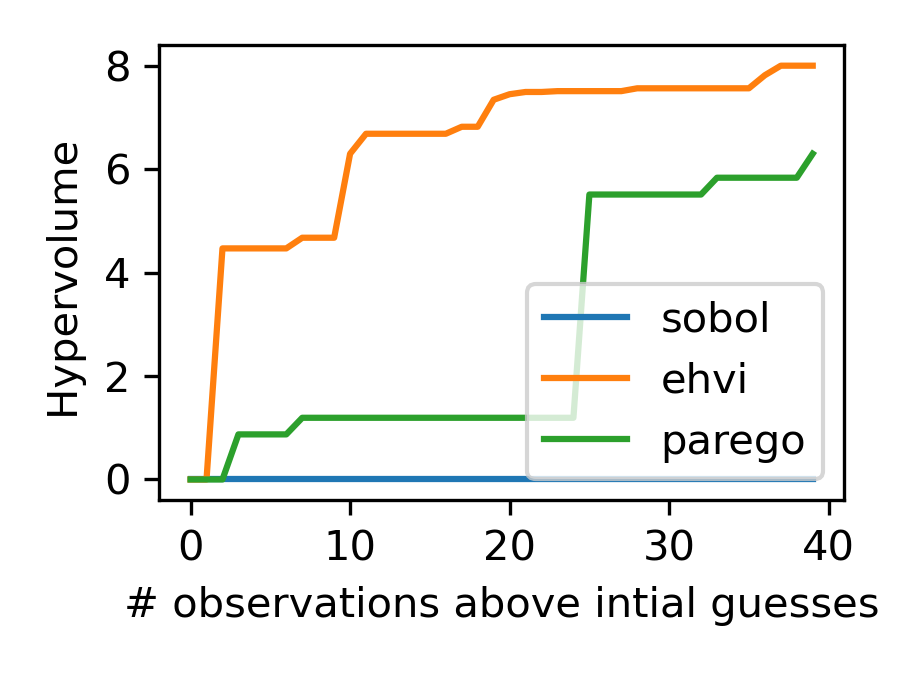 8
6
4
2
0
Hypervolume
sobol
ehvi
parego
0 10 20 30 40
# observations above intial guesses